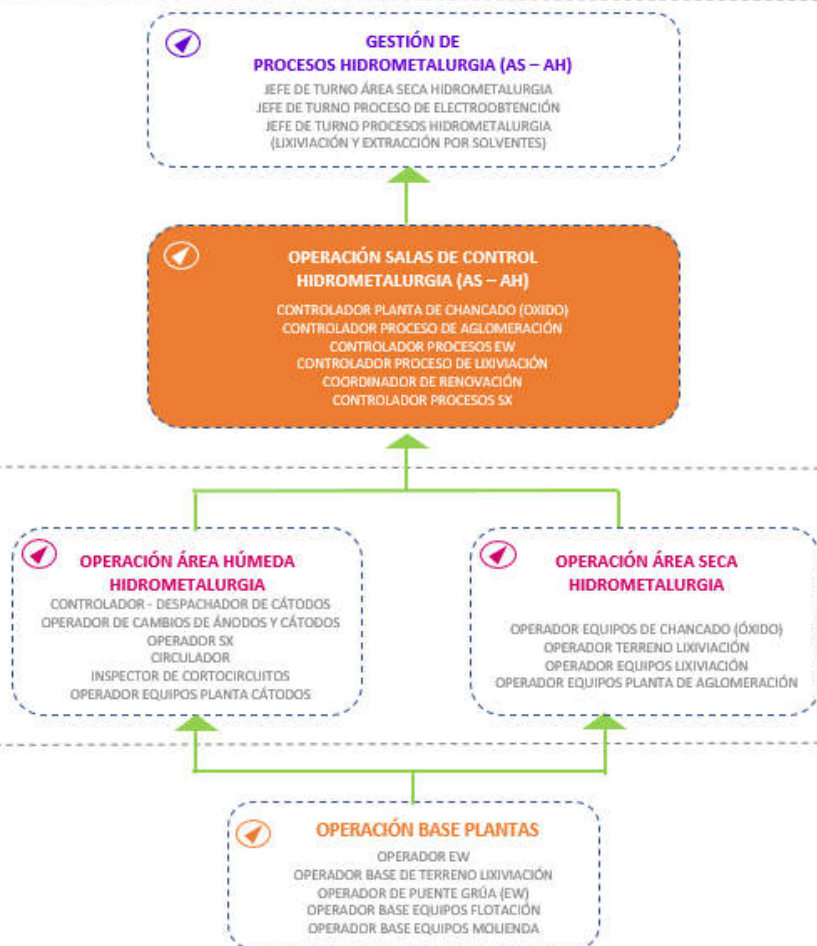 GESTIÓN DE
PROCESOS HIDROMETALURGIA (AS – AH)
JEFE DE TURNO ÁREA SECA HIDROMETALURGIA
JEFE DE TURNO PROCESO DE ELECTROOBTENCIÓN
JEFE DE TURNO PROCESOS HIDROMETALURGIA
(LIXIVIACIÓN Y EXTRACCIÓN POR SOLVENTES)
OPERACIÓN SALAS DE CONTROL
HIDROMETALURGIA (AS – AH)
CONTROLADOR PLANTA DE CHANCADO (OXIDO)
CONTROLADOR PROCESO DE AGLOMERACIÓN
CONTROLADOR PROCESOS EW
CONTROLADOR PROCESO DE LIXIVIACIÓN
COORDINADOR DE RENOVACIÓN
CONTROLADOR PROCESOS SX
OPERACIÓN ÁREA HÚMEDA
HIDROMETALURGIA
CONTROLADOR - DESPACHADOR DE CÁTODOS
OPERADOR DE CAMBIOS DE ÁNODOS Y CÁTODOS
OPERADOR SX
CIRCULADOR
INSPECTOR DE CORTOCIRCUITOS
OPERADOR EQUIPOS PLANTA CÁTODOS
OPERACIÓN ÁREA SECA
HIDROMETALURGIA
OPERADOR EQUIPOS DE CHANCADO (ÓXIDO)
OPERADOR TERRENO LIXIVIACIÓN
OPERADOR EQUIPOS LIXIVIACIÓN
OPERADOR EQUIPOS PLANTA DE AGLOMERACIÓN
OPERACIÓN BASE PLANTAS
OPERADOR EW
OPERADOR BASE DE TERRENO LIXIVIACIÓN
OPERADOR DE PUENTE GRÚA (EW)
OPERADOR BASE EQUIPOS FLOTACIÓN
OPERADOR BASE EQUIPOS MOLIENDA